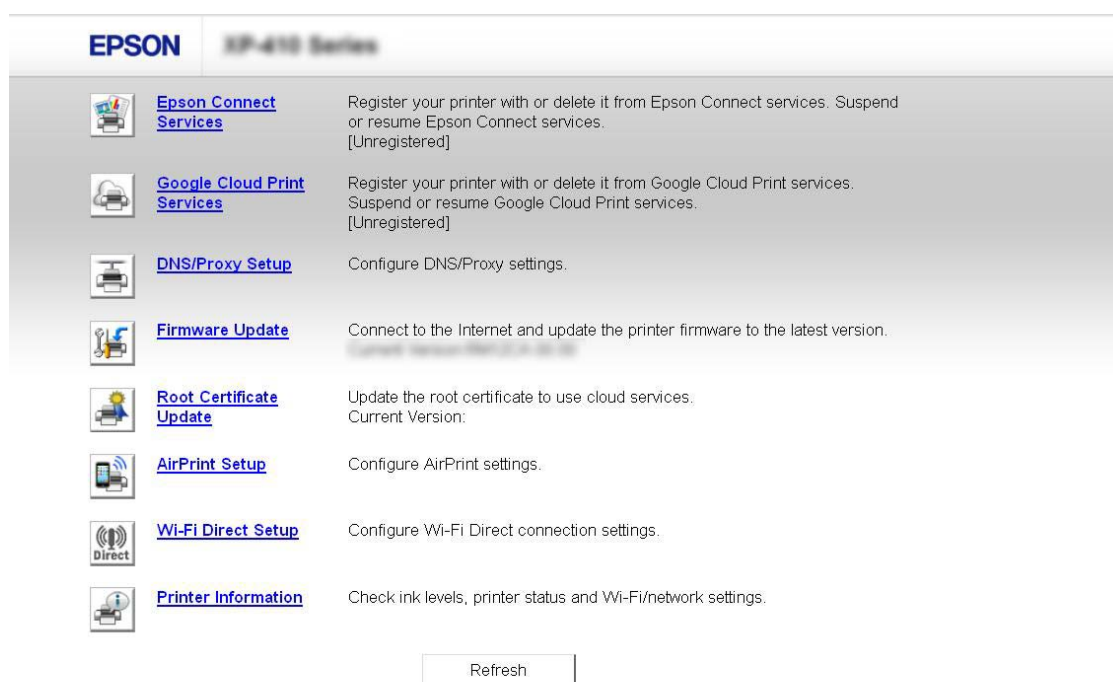 EPSON XP-410 Series
Epson Connect
Services
Register your printer with or delete it from Epson Connect services. Suspend
or resume Epson Connect services.
[Unregistered]
Google Cloud Print
Services
Register your printer with or delete it from Google Cloud Print services.
Suspend or resume Google Cloud Print services.
[Unregistered]
DNS/Proxy Setup
Configure DNS/Proxy settings.
Firmware Update
Connect to the Internet and update the printer firmware to the latest version.
Current Version
Root Certificate
Update
Update the root certificate to use cloud services.
Current Version:
AirPrint Setup
Configure AirPrint settings.
Direct
Wi-Fi Direct Setup
Configure Wi-Fi Direct connection settings.
Printer Information
Check ink levels, printer status and Wi-Fi/network settings.
Refresh